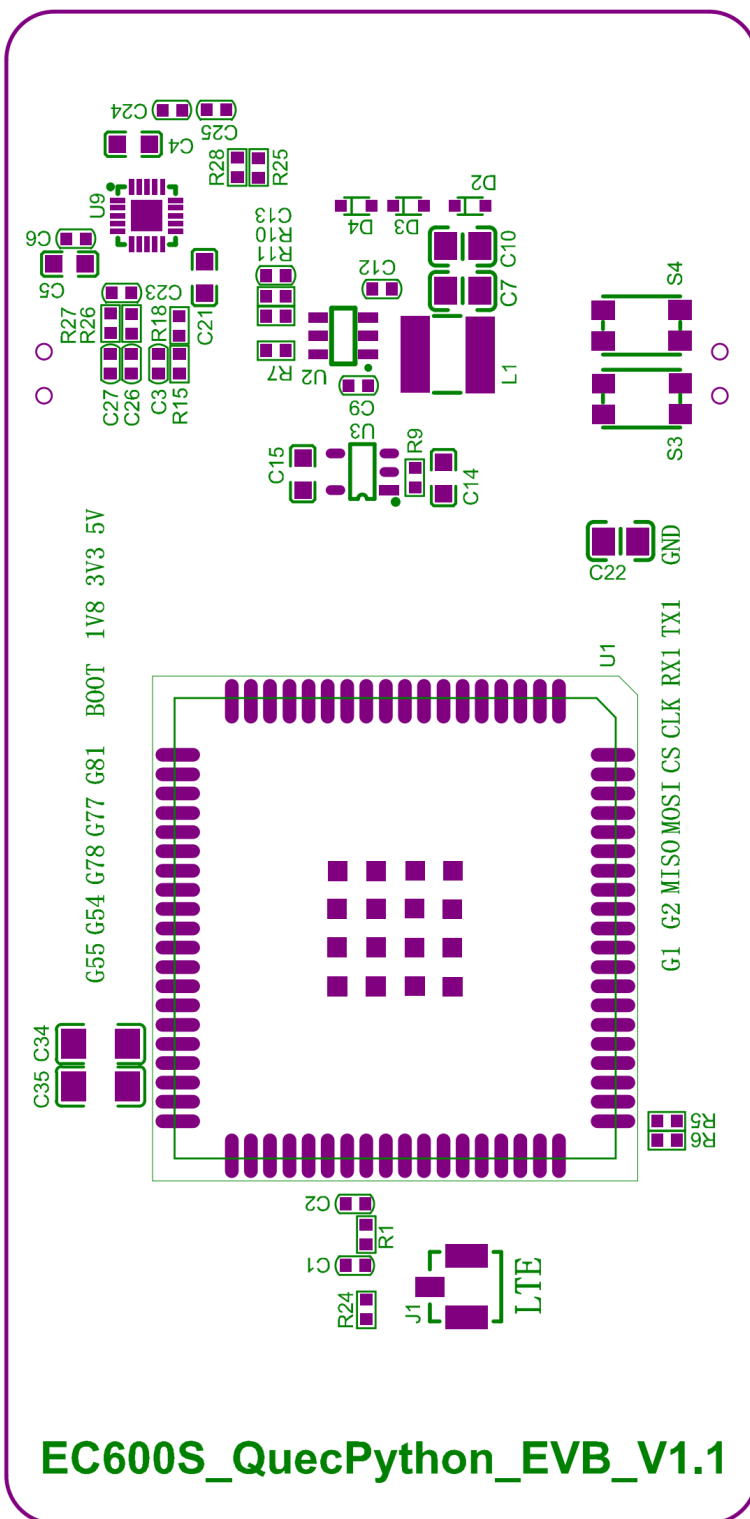 C24
C25
C4
R28
R25
U9
D2
D4
D3
C13
R10
R11
C6
C5
C10
C12
C7
S4
C23
R27
R26
R18
C21
U2
L1
R7
C27
C26
C3
R15
C9
U3
R9
S3
C15
C14
5V
3V3
1V8
BOOT
G81
G77
G78
G54
G55
C22
GND
TX1
RX1
CLK
CS
MOSI
MISO
G2
G1
U1
C34
C35
R5
R6
C2
R1
C1
R24
J1
LTE
EC600S_QuecPython_EVB_V1.1